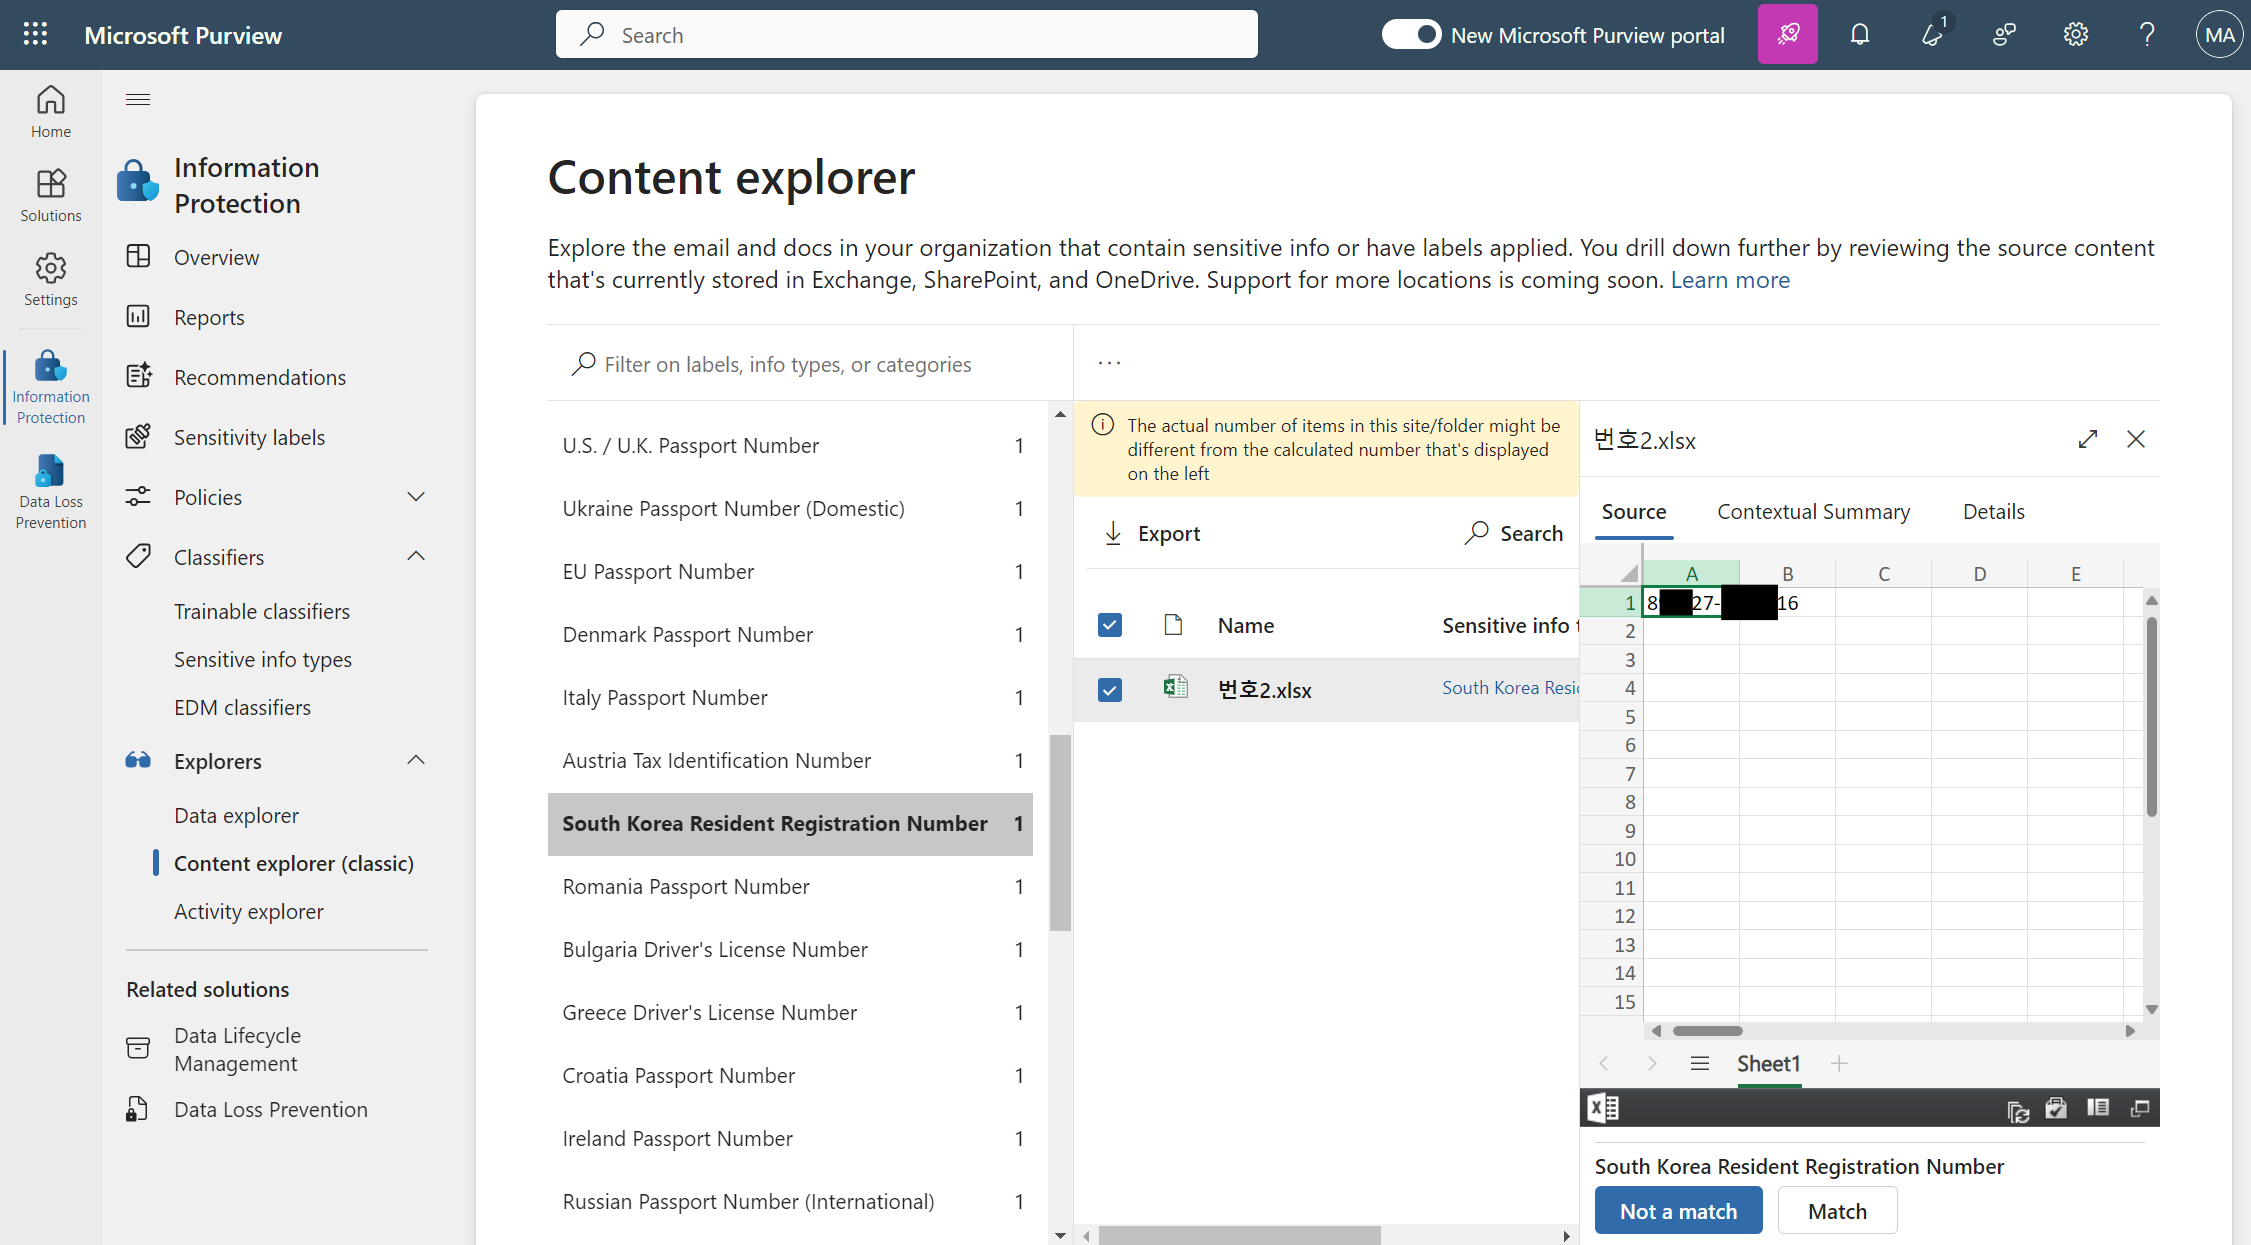 Microsoft Purview
Search
New Microsoft Purview portal
1
MA
Home
Solutions
Settings
Information
Protection
Data Loss
Prevention
Information
Protection
Overview
Reports
Recommendations
Sensitivity labels
Policies
Classifiers
Trainable classifiers
Sensitive info types
EDM classifiers
Explorers
Data explorer
Content explorer (classic)
Activity explorer
Related solutions
Data Lifecycle
Management
Data Loss Prevention
Content explorer
Explore the email and docs in your organization that contain sensitive info or have labels applied. You drill down further by reviewing the source content
that's currently stored in Exchange, SharePoint, and OneDrive. Support for more locations is coming soon. Learn more
Filter on labels, info types, or categories
...
U.S. / U.K. Passport Number 1
Ukraine Passport Number (Domestic) 1
EU Passport Number 1
Denmark Passport Number 1
Italy Passport Number 1
Austria Tax Identification Number 1
South Korea Resident Registration Number 1
Romania Passport Number 1
Bulgaria Driver's License Number 1
Greece Driver's License Number 1
Croatia Passport Number 1
Ireland Passport Number 1
Russian Passport Number (International) 1
The actual number of items in this site/folder might be
different from the calculated number that's displayed
on the left
Export Search
Name Sensitive info
번호2.xlsx South Korea Resi
번호2.xlsx
Source Contextual Summary Details
A B C D E
1 8 27- 16
2
3
4
5
6
7
8
9
10
11
12
13
14
15
Sheet1
South Korea Resident Registration Number
Not a match Match